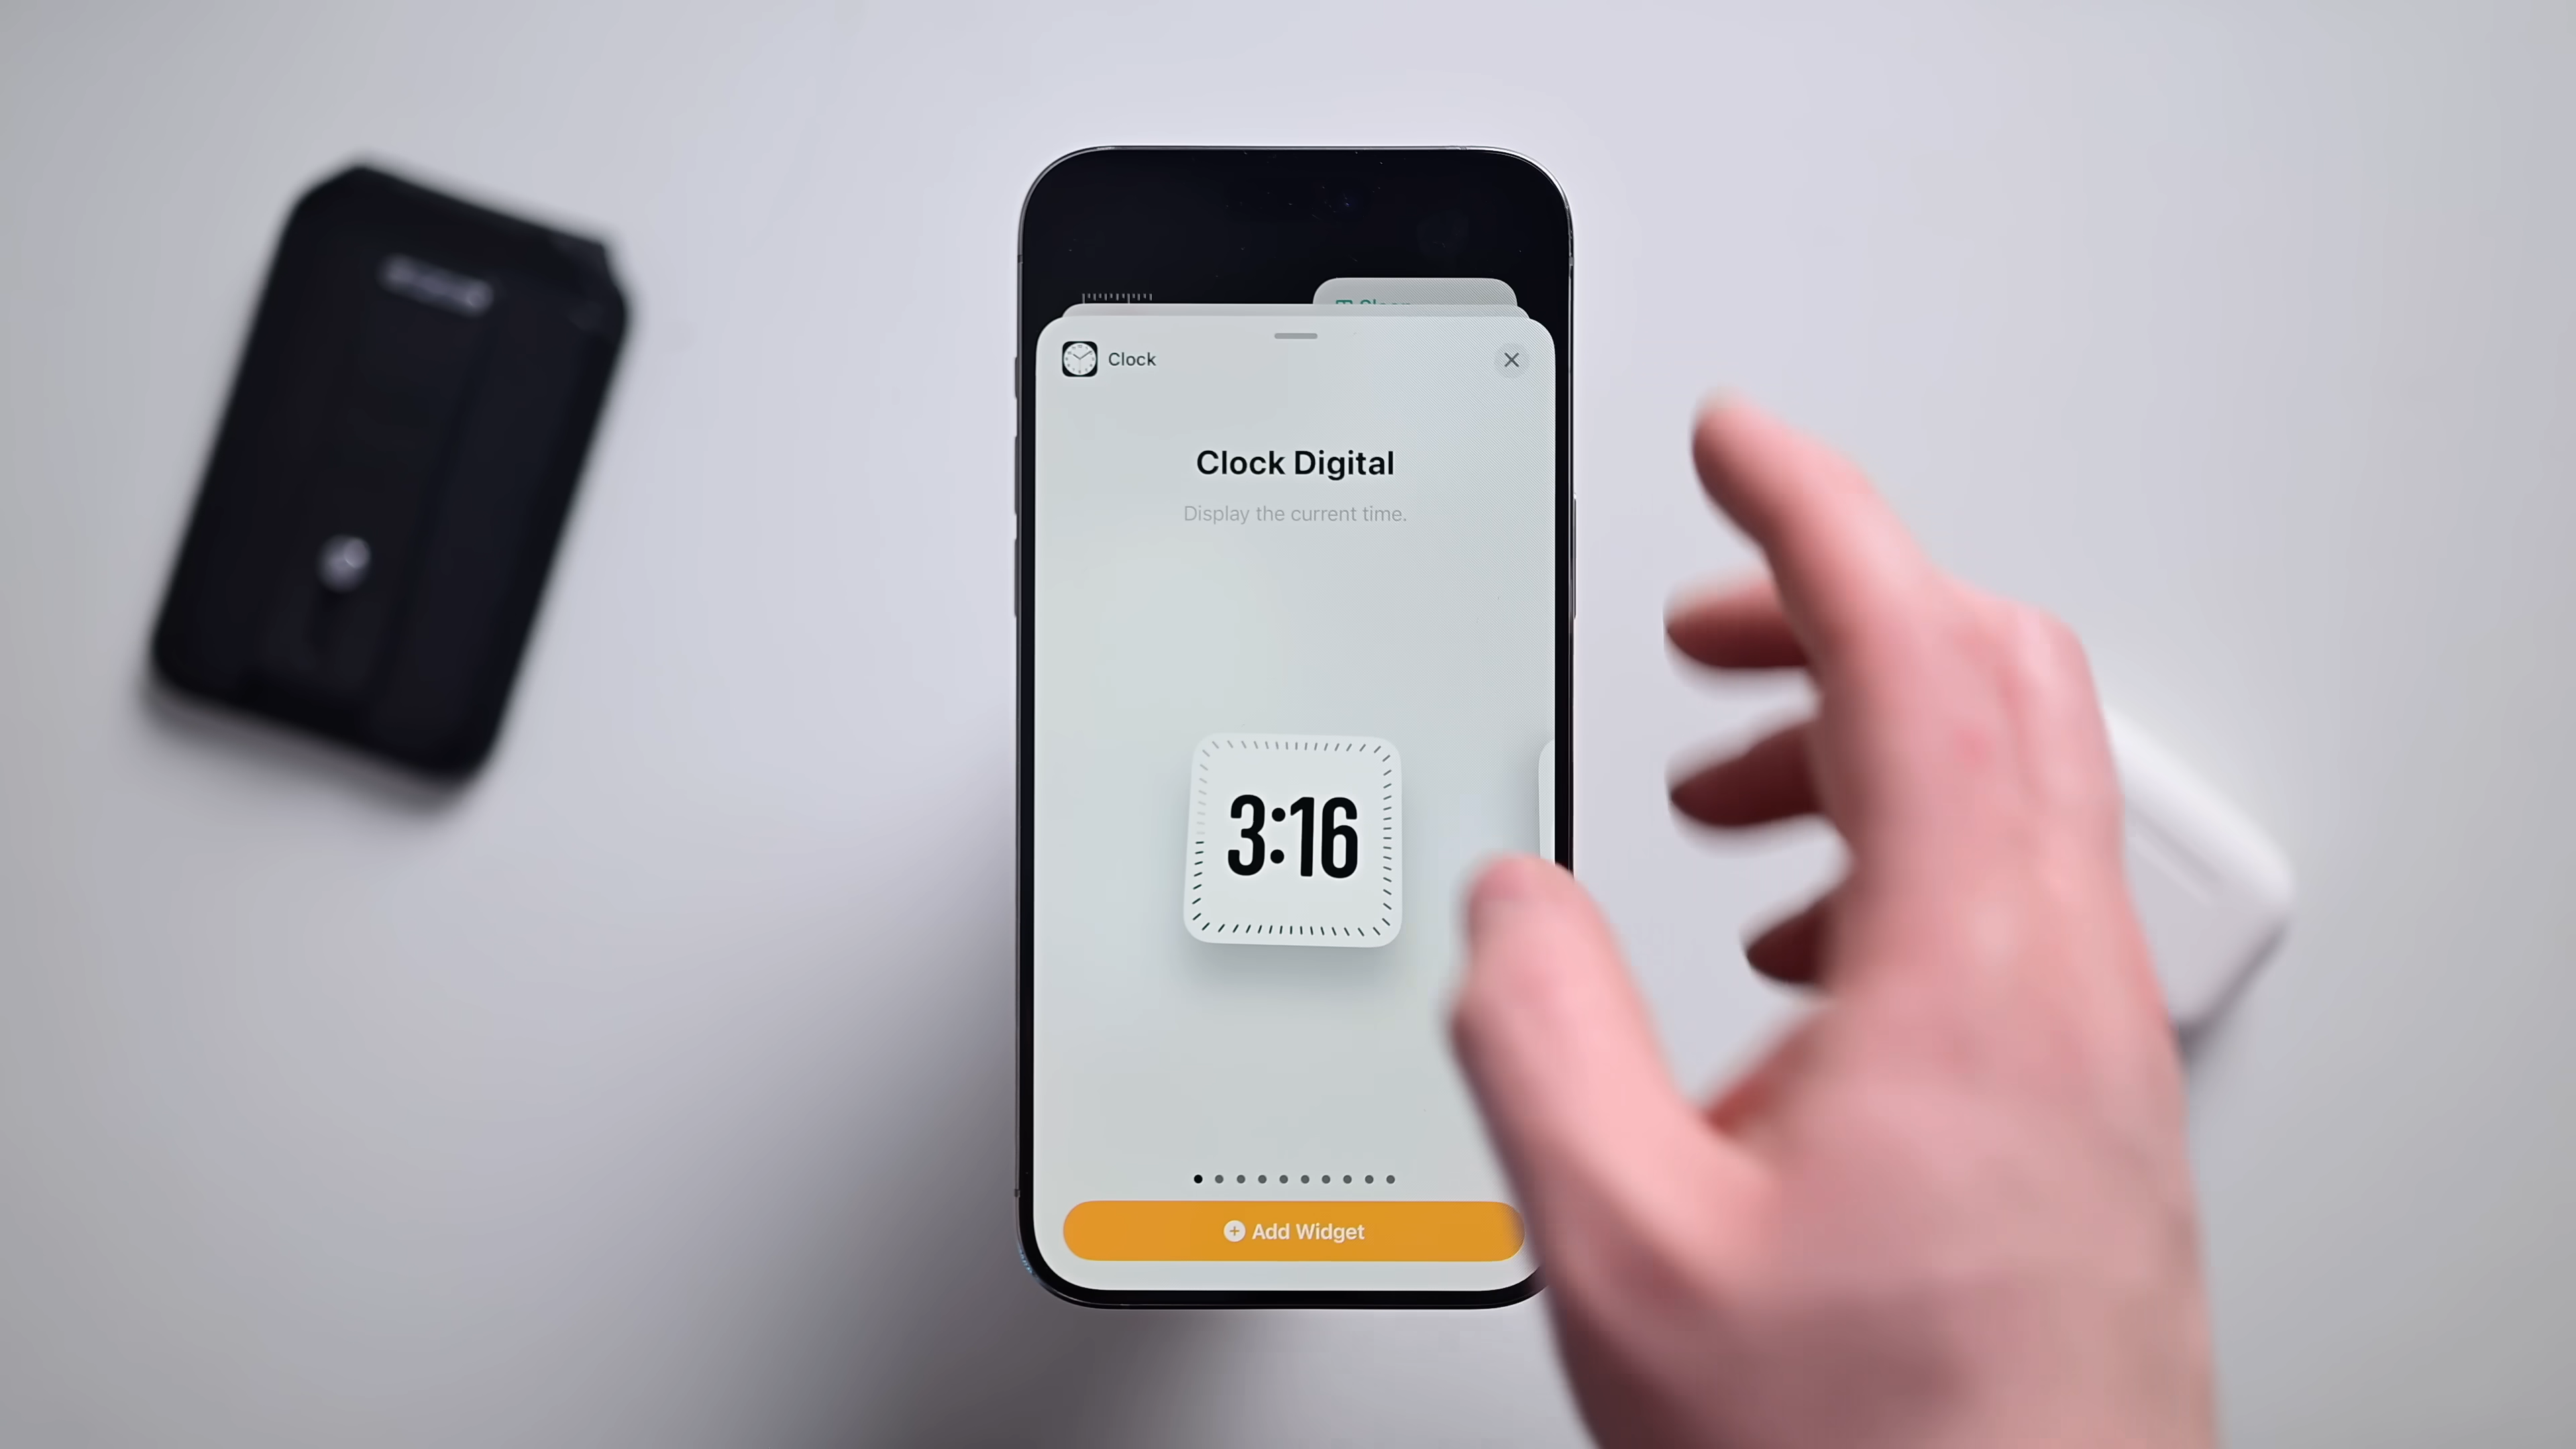 Clock
Clock Digital
Display the current time.
3:16
Add Widget